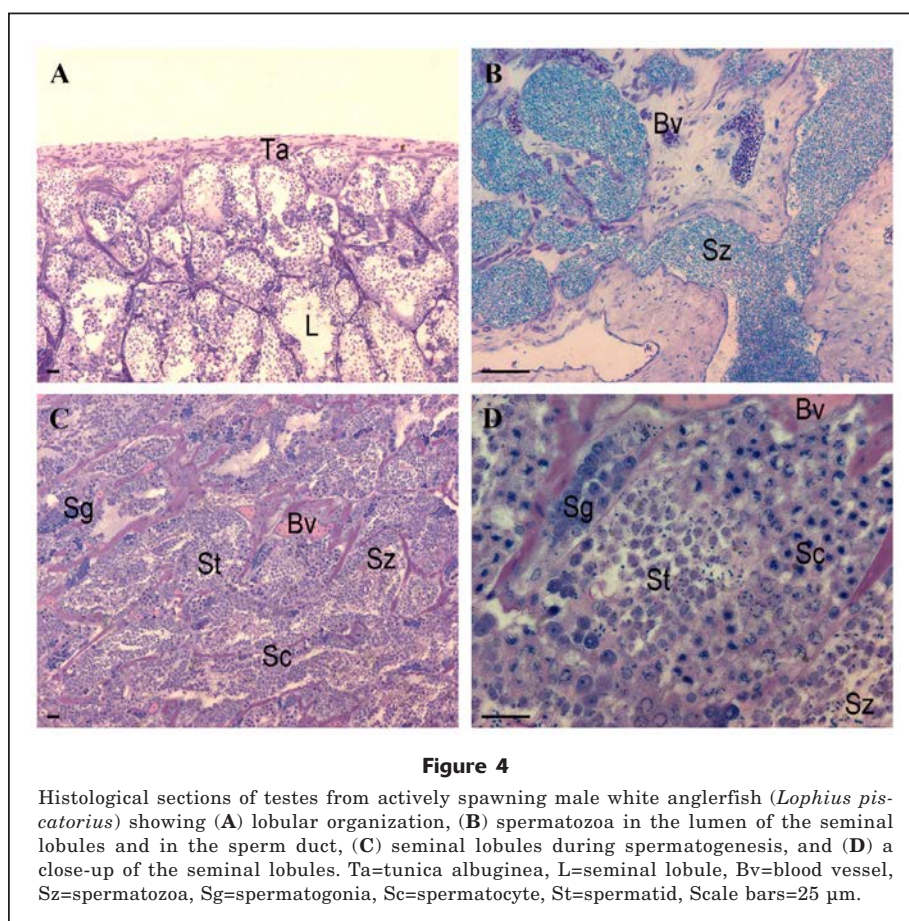 A
Ta
L
B
Bv
Sz
C
Sg
St
Bv
Sz
Sc
D
Bv
Sg
St
Sc
Sz
Figure 4
Histological sections of testes from actively spawning male white anglerfish (Lophius pis-
catorius) showing (A) lobular organization, (B) spermatozoa in the lumen of the seminal
lobules and in the sperm duct, (C) seminal lobules during spermatogenesis, and (D) a
close-up of the seminal lobules. Ta=tunica albuginea, L=seminal lobule, Bv=blood vessel,
Sz=spermatozoa, Sg=spermatogonia, Sc=spermatocyte, St=spermatid, Scale bars=25 µm.